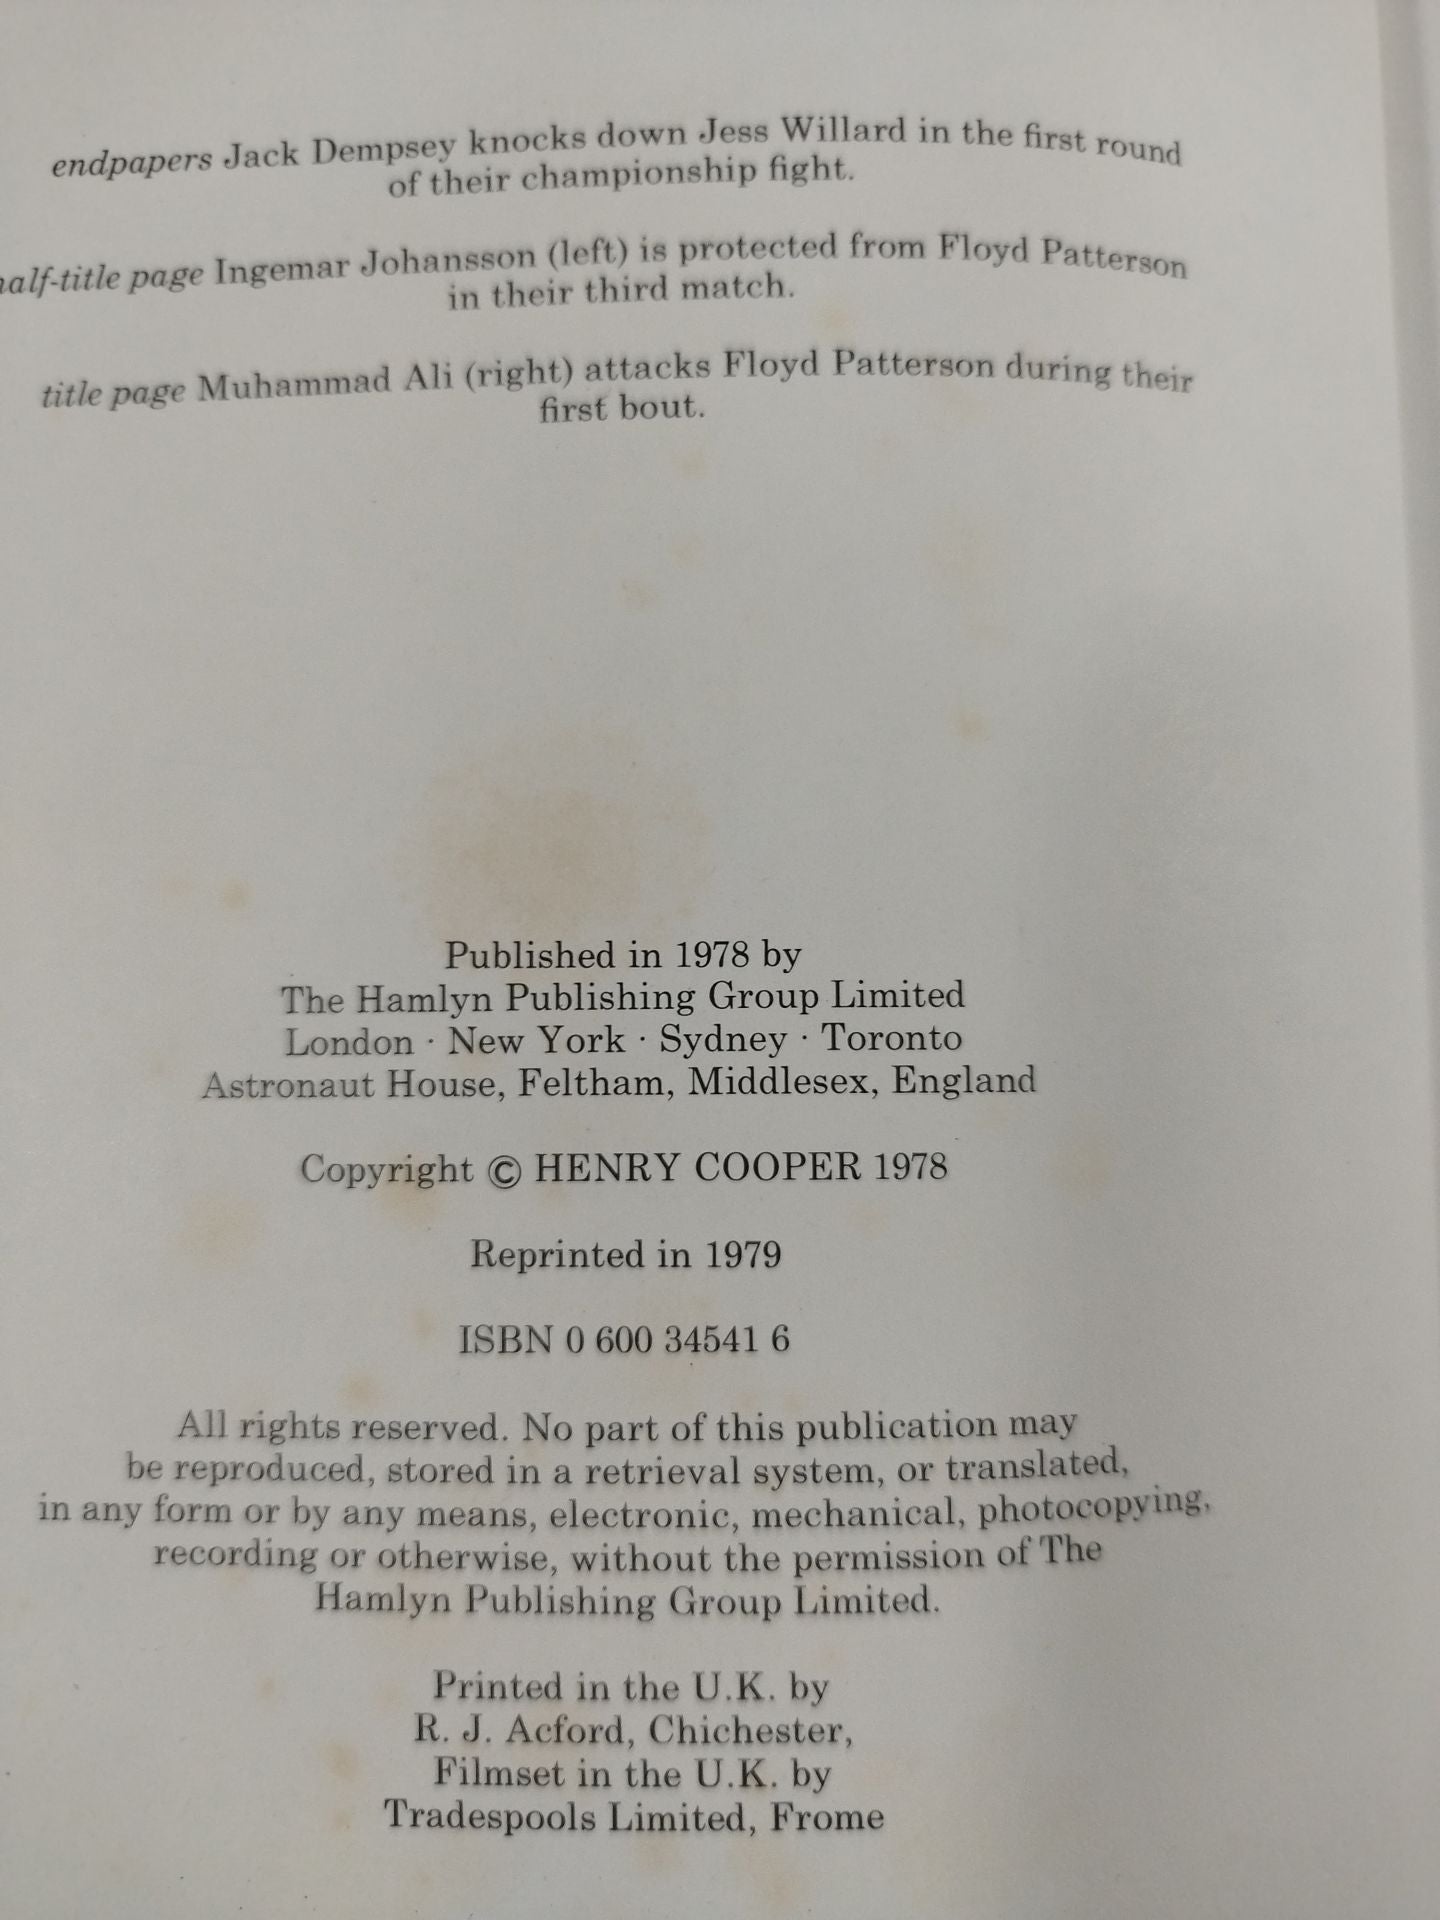 endpapers Jack Dempsey knocks down Jess Willard in the first round
of their championship fight.
half-title page Ingemar Johansson (left) is protected from Floyd Patterson
in their third match.
title page Muhammad Ali (right) attacks Floyd Patterson during their
first bout.
Published in 1978 by
The Hamlyn Publishing Group Limited
London · New York · Sydney · Toronto
Astronaut House, Feltham, Middlesex, England
Copyright © HENRY COOPER 1978
Reprinted in 1979
ISBN 0 600 34541 6
All rights reserved. No part of this publication may
be reproduced, stored in a retrieval system, or translated,
in any form or by any means, electronic, mechanical, photocopying,
recording or otherwise, without the permission of The
Hamlyn Publishing Group Limited.
Printed in the U.K. by
R. J. Acford, Chichester,
Filmset in the U.K. by
Tradespools Limited, Frome